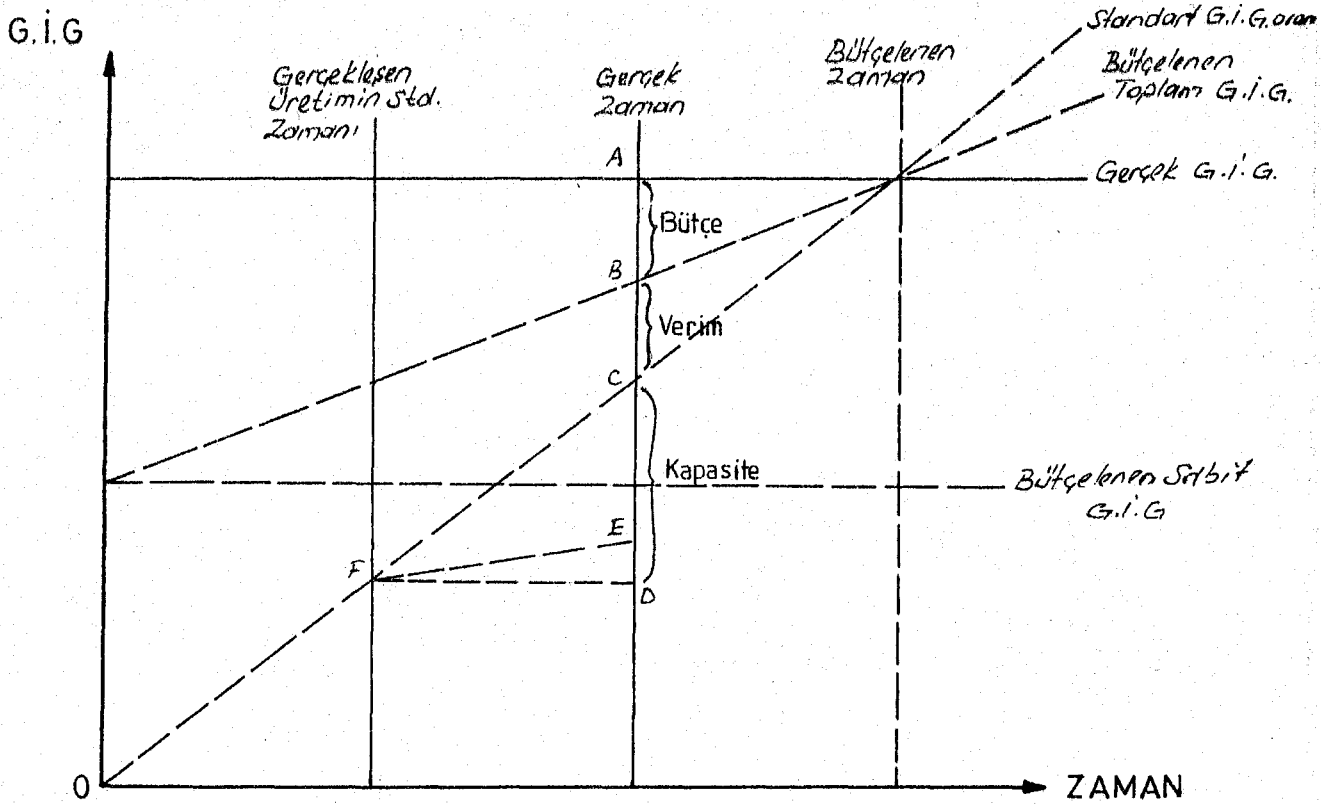 G.İ.G
Gerçekleşen
Üretimin Std.
Zamanı
Gerçek
Zaman
Bütçelenen
Zaman
Standart G.İ.G. oranı
Bütçelenen
Toplam G.İ.G.
A
Gerçek G.İ.G.
Bütçe
B
Verim
C
Kapasite
Bütçelenen Sabit
G.İ.G
E
F
D
0
ZAMAN